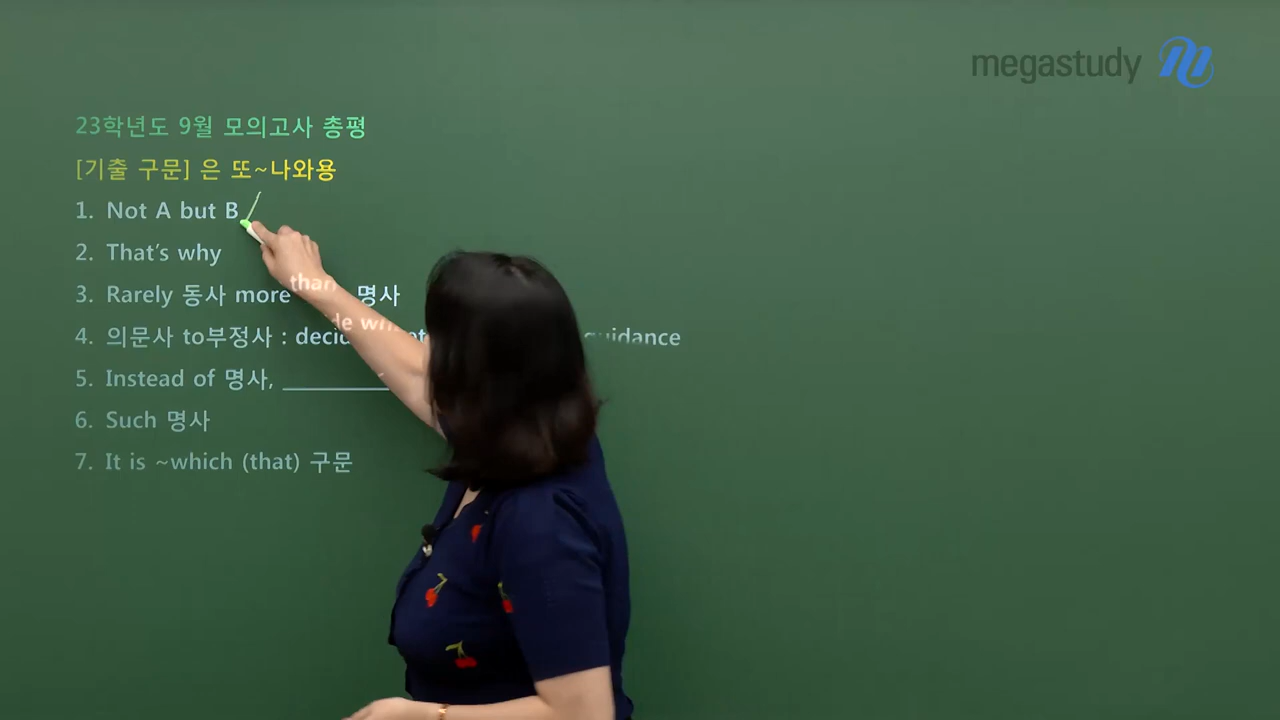 megastudy
23학년도 9월 모의고사 총평
[기출 구문] 은 또~나와용
1. Not A but B
2. That's why
3. Rarely 동사 more than 명사
4. 의문사 to부정사 : guidance
5. Instead of 명사, ___________
6. Such 명사
7. It is ~which (that) 구문